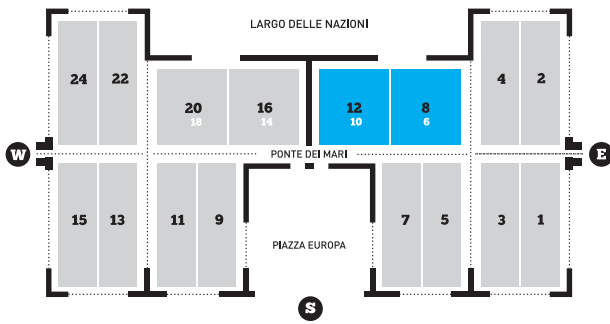 LARGO DELLE NAZIONI
24 22
4 2
20 16 12 8
18 14 10 6
W PONTE DEI MARI E
15 13 11 9 7 5 3 1
PIAZZA EUROPA
S